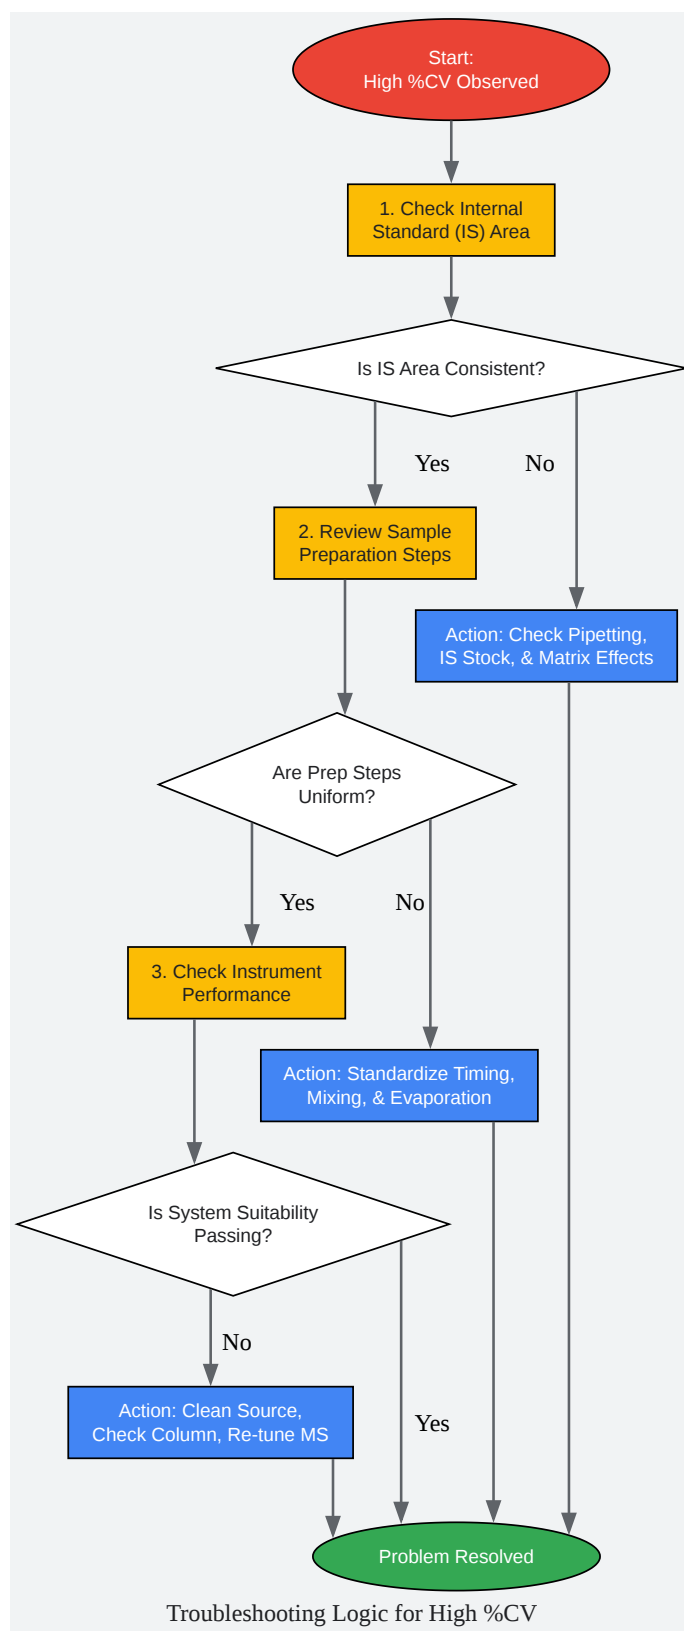 Start:
High %CV Observed
1. Check Internal
Standard (IS) Area
Is IS Area Consistent?
Yes
No
2. Review Sample
Preparation Steps
Action: Check Pipetting,
IS Stock, & Matrix Effects
Are Prep Steps
Uniform?
Yes
No
3. Check Instrument
Performance
Action: Standardize Timing,
Mixing, & Evaporation
Is System Suitability
Passing?
No
Action: Clean Source,
Check Column, Re-tune MS
Yes
Problem Resolved
Troubleshooting Logic for High %CV